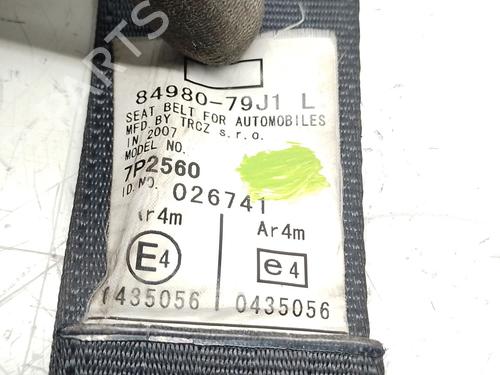 84980-79J1 L
SEAT BELT FOR AUTOMOBILES
MFD BY TRCZ s.r.o.
IN 2007
MODEL NO.
7P2560
ID. NO. 026741
Ar4m
E4
0435056
Ar4m
e4
0435056